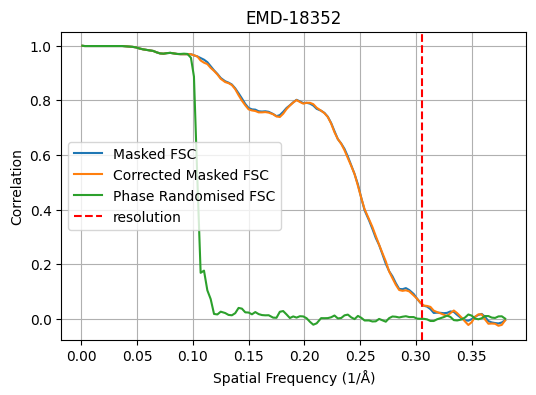 EMD-18352
1.0
0.8
0.6
0.4
0.2
0.0
Correlation
Masked FSC
Corrected Masked FSC
Phase Randomised FSC
resolution
0.00 0.05 0.10 0.15 0.20 0.25 0.30 0.35
Spatial Frequency (1/Å)